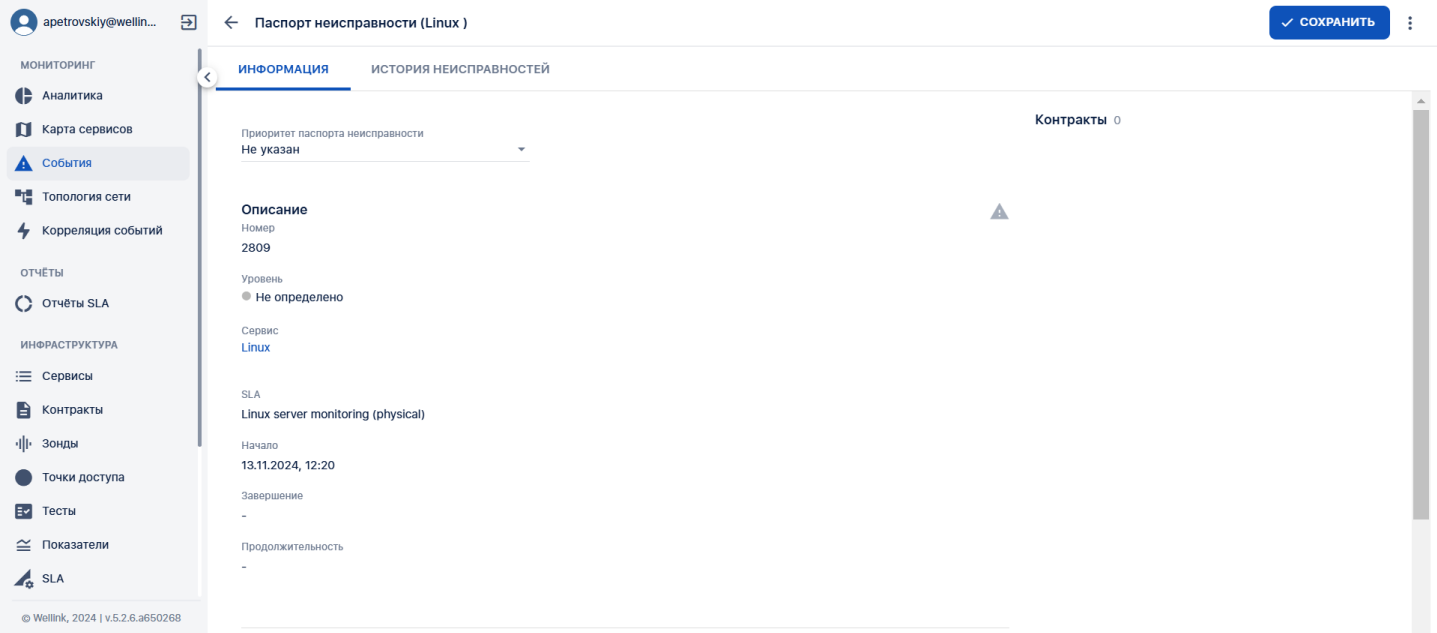 apetrovskiy@wellin...
МОНИТОРИНГ
Аналитика
Карта сервисов
События
Топология сети
Корреляция событий
ОТЧЁТЫ
Отчёты SLA
ИНФРАСТРУКТУРА
Сервисы
Контракты
Зонды
Точки доступа
Тесты
Показатели
SLA
© Wellink, 2024 | v.5.2.6.a650268
Паспорт неисправности (Linux )
СОХРАНИТЬ
ИНФОРМАЦИЯ
ИСТОРИЯ НЕИСПРАВНОСТЕЙ
Приоритет паспорта неисправности
Не указан
Описание
Номер
2809
Уровень
Не определено
Сервис
Linux
SLA
Linux server monitoring (physical)
Начало
13.11.2024, 12:20
Завершение
-
Продолжительность
-
Контракты 0